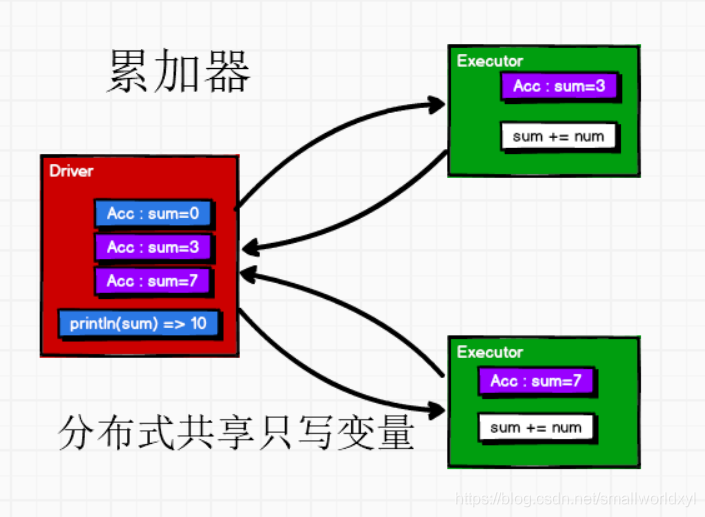 累加器
Driver
Acc : sum=0
Acc : sum=3
Acc : sum=7
println(sum) => 10
Executor
Acc : sum=3
sum += num
Executor
Acc : sum=7
sum += num
分布式共享只写变量
https://blog.csdn.net/smallworldxyl